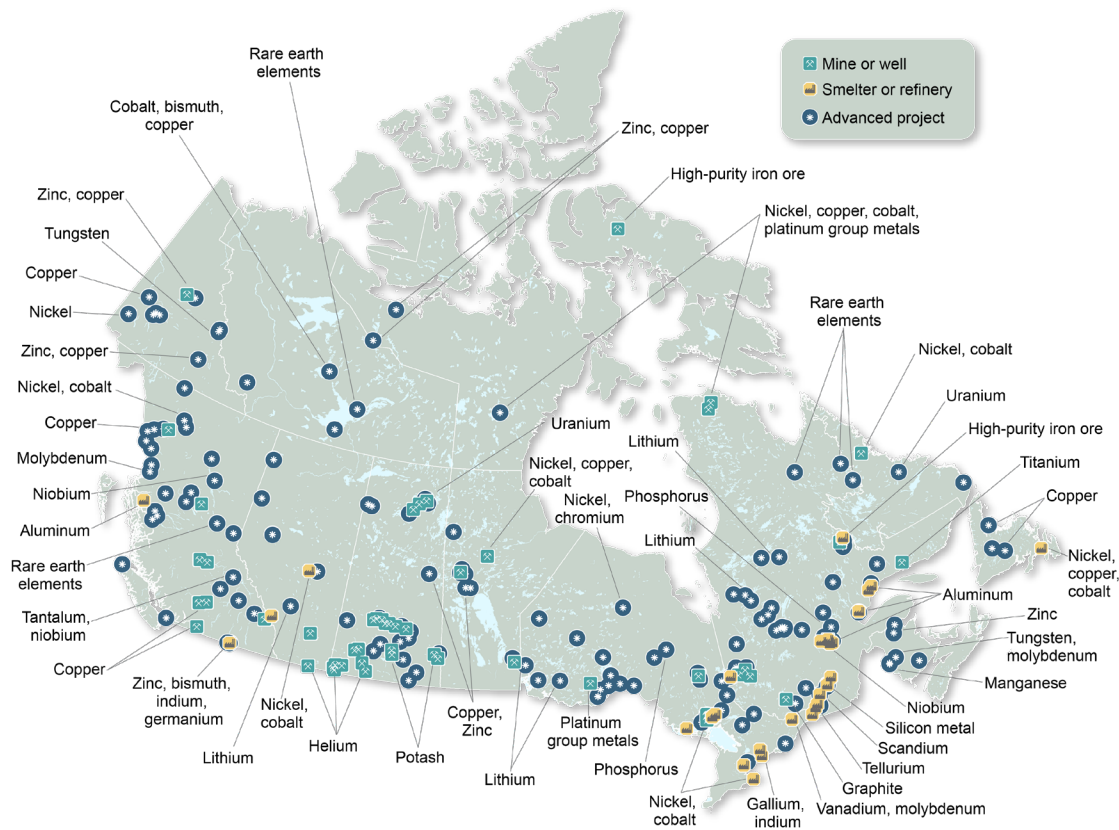 Rare earth
elements
Cobalt, bismuth,
copper
Zinc, copper
High-purity iron ore
Nickel, copper, cobalt,
platinum group metals
Mine or well
Smelter or refinery
Advanced project
Zinc, copper
Tungsten
Copper
Nickel
Zinc, copper
Nickel, cobalt
Copper
Molybdenum
Niobium
Aluminum
Rare earth
elements
Tantalum,
niobium
Copper
Zinc, bismuth,
indium,
germanium
Lithium
Nickel,
cobalt
Helium
Potash
Copper,
Zinc
Lithium
Platinum
group metals
Phosphorus
Nickel,
cobalt
Gallium,
indium
Vanadium, molybdenum
Graphite
Tellurium
Scandium
Silicon metal
Niobium
Manganese
Tungsten,
molybdenum
Zinc
Aluminum
Nickel,
copper,
cobalt
Copper
Titanium
High-purity iron ore
Uranium
Nickel, cobalt
Rare earth
elements
Uranium
Nickel, copper,
cobalt
Nickel,
chromium
Lithium
Phosphorus
Lithium